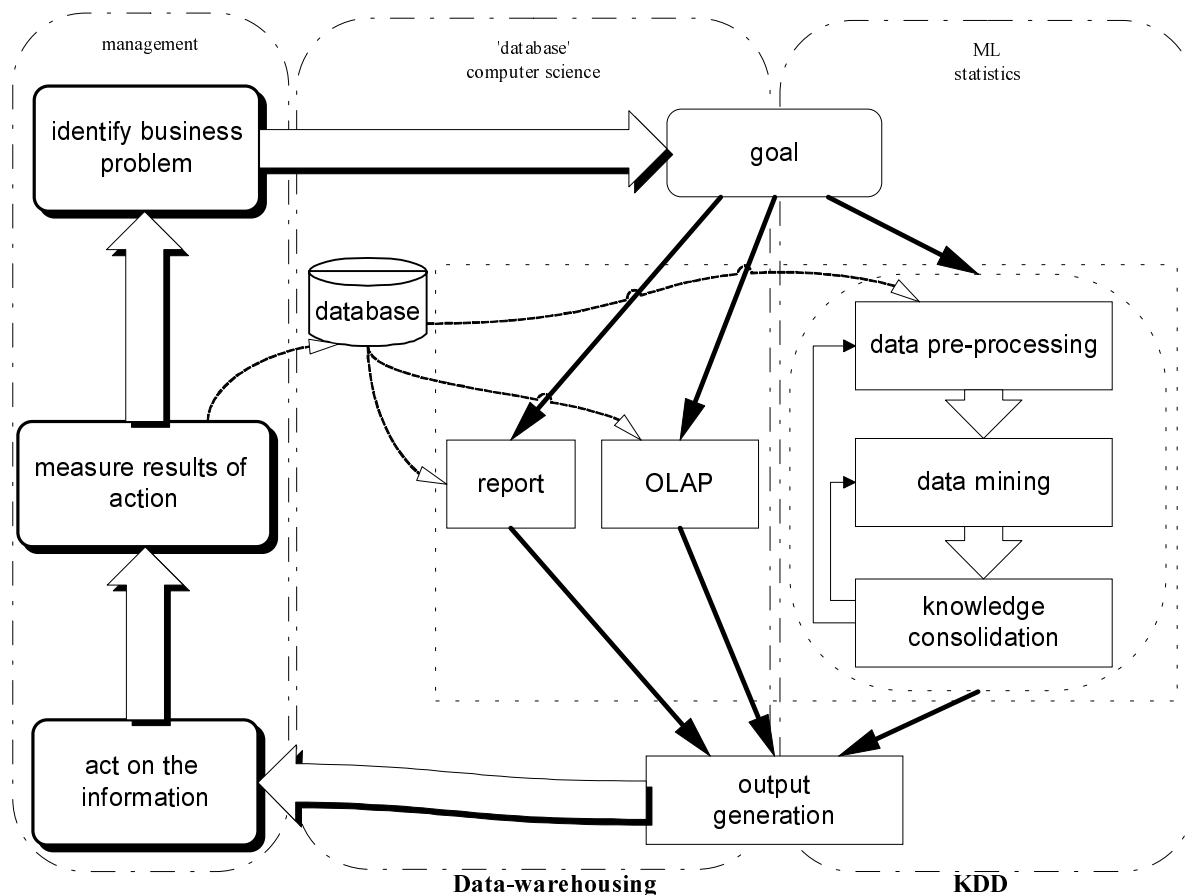 management
'database'
computer science
ML
statistics
identify business
problem
goal
database
data pre-processing
measure results of
action
report
OLAP
data mining
knowledge
consolidation
act on the
information
output
generation
Data-warehousing
KDD